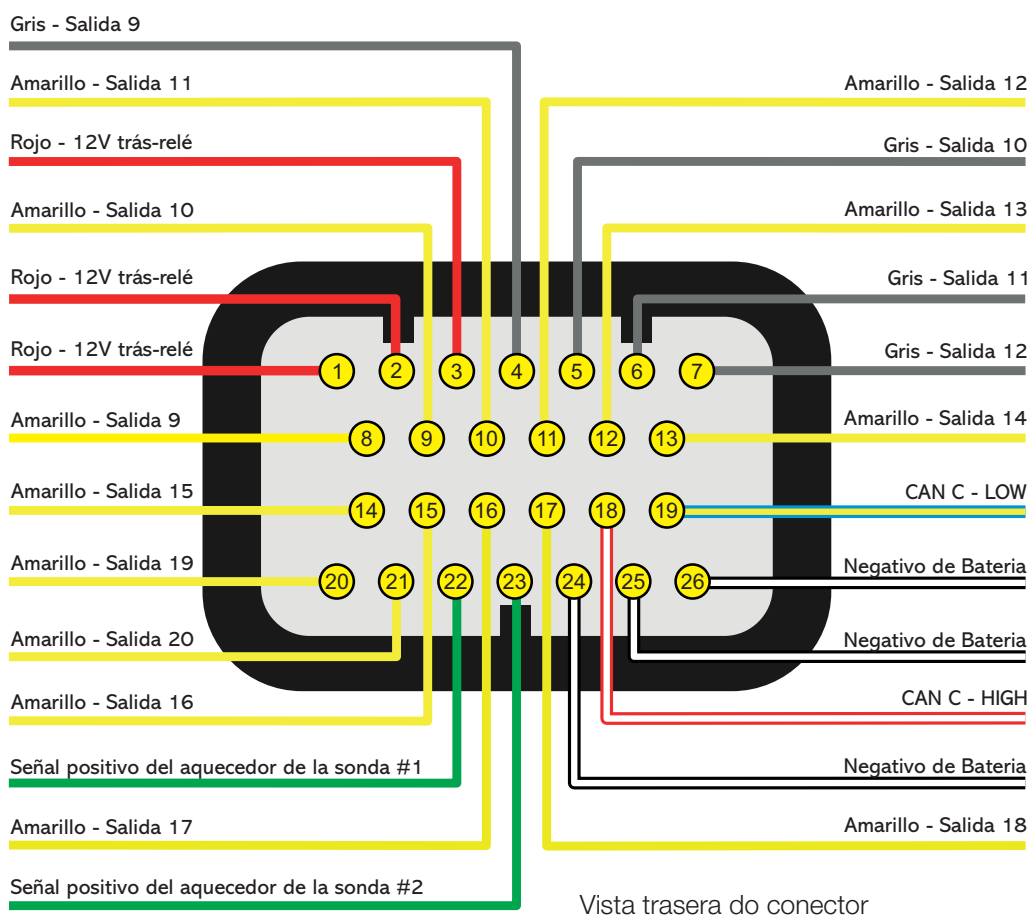 Gris - Salida 9
Amarillo - Salida 11
Amarillo - Salida 12
Rojo - 12V trás-relé
Gris - Salida 10
Amarillo - Salida 10
Amarillo - Salida 13
Rojo - 12V trás-relé
Gris - Salida 11
Rojo - 12V trás-relé
Gris - Salida 12
1 2 3 4 5 6 7
Amarillo - Salida 9
Amarillo - Salida 14
8 9 10 11 12 13
Amarillo - Salida 15
CAN C - LOW
14 15 16 17 18 19
Amarillo - Salida 19
Negativo de Bateria
20 21 22 23 24 25 26
Amarillo - Salida 20
Negativo de Bateria
Amarillo - Salida 16
CAN C - HIGH
Señal positivo del aquecedor de la sonda #1
Negativo de Bateria
Amarillo - Salida 17
Amarillo - Salida 18
Señal positivo del aquecedor de la sonda #2
Vista trasera do conector